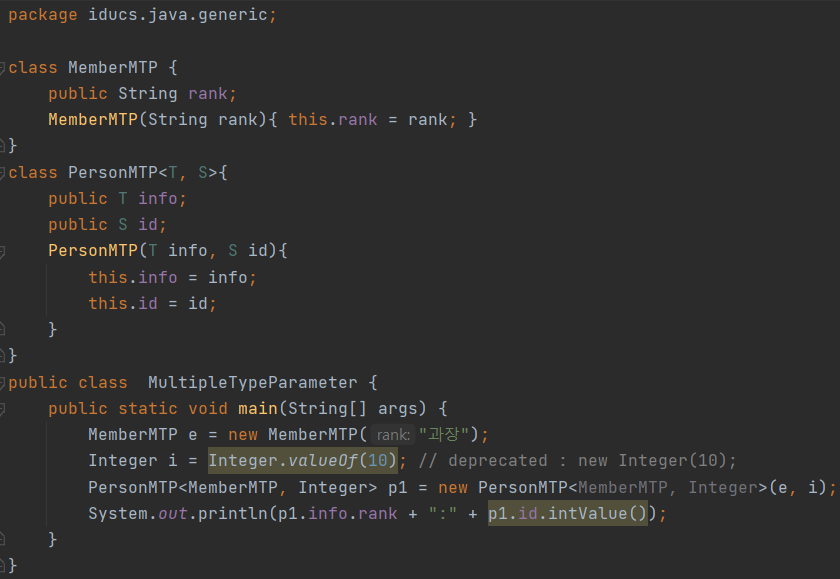 package iducs.java.generic;
class MemberMTP {
public String rank;
MemberMTP(String rank){ this.rank = rank; }
}
class PersonMTP<T, S>{
public T info;
public S id;
PersonMTP(T info, S id){
this.info = info;
this.id = id;
}
}
public class  MultipleTypeParameter {
public static void main(String[] args) {
MemberMTP e = new MemberMTP( rank: "과장");
Integer i = Integer.valueOf(10); // deprecated : new Integer(10);
PersonMTP<MemberMTP, Integer> p1 = new PersonMTP<MemberMTP, Integer>(e, i);
System.out.println(p1.info.rank + ":" + p1.id.intValue());
}
}